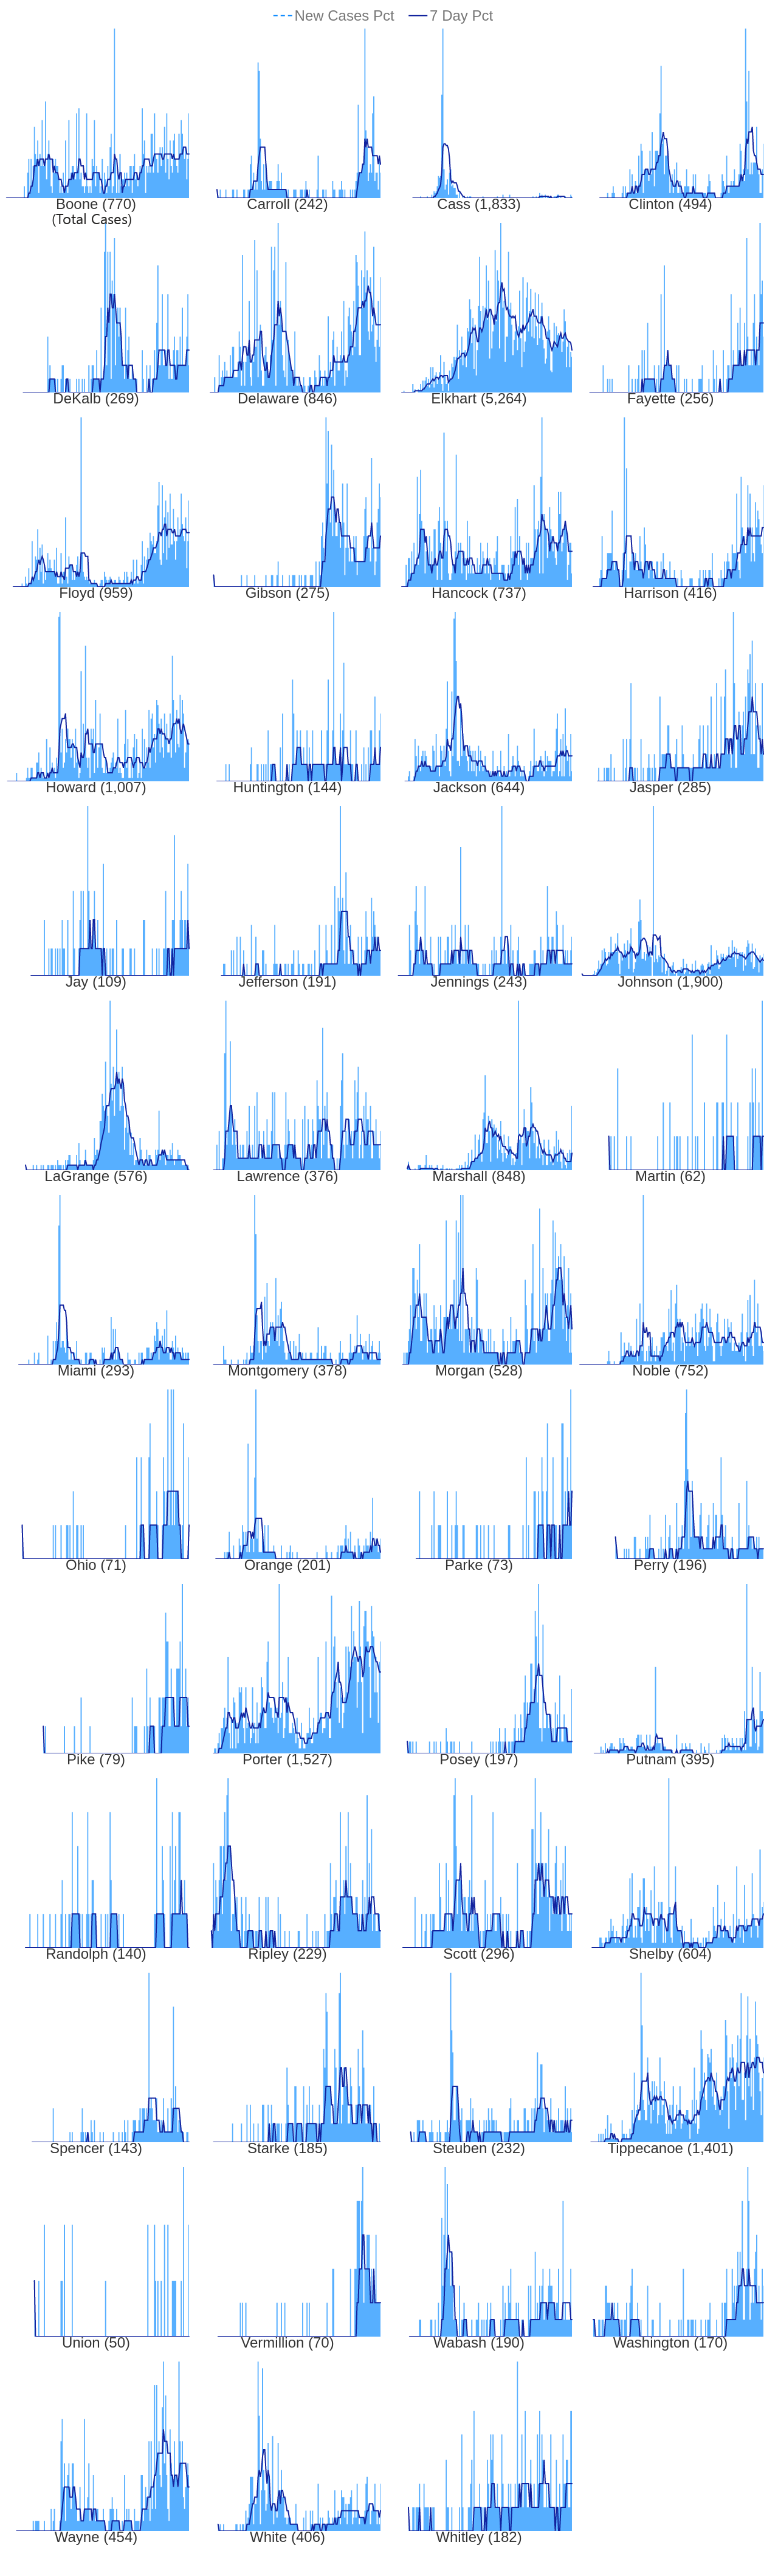 New Cases Pct 7 Day Pct
Boone (770) Carroll (242) Cass (1,833) Clinton (494)
(Total Cases)
DeKalb (269) Delaware (846) Elkhart (5,264) Fayette (256)
Floyd (959) Gibson (275) Hancock (737) Harrison (416)
Howard (1,007) Huntington (144) Jackson (644) Jasper (285)
Jay (109) Jefferson (191) Jennings (243) Johnson (1,900)
LaGrange (576) Lawrence (376) Marshall (848) Martin (62)
Miami (293) Montgomery (378) Morgan (528) Noble (752)
Ohio (71) Orange (201) Parke (73) Perry (196)
Pike (79) Porter (1,527) Posey (197) Putnam (395)
Randolph (140) Ripley (229) Scott (296) Shelby (604)
Spencer (143) Starke (185) Steuben (232) Tippecanoe (1,401)
Union (50) Vermillion (70) Wabash (190) Washington (170)
Wayne (454) White (406) Whitley (182)